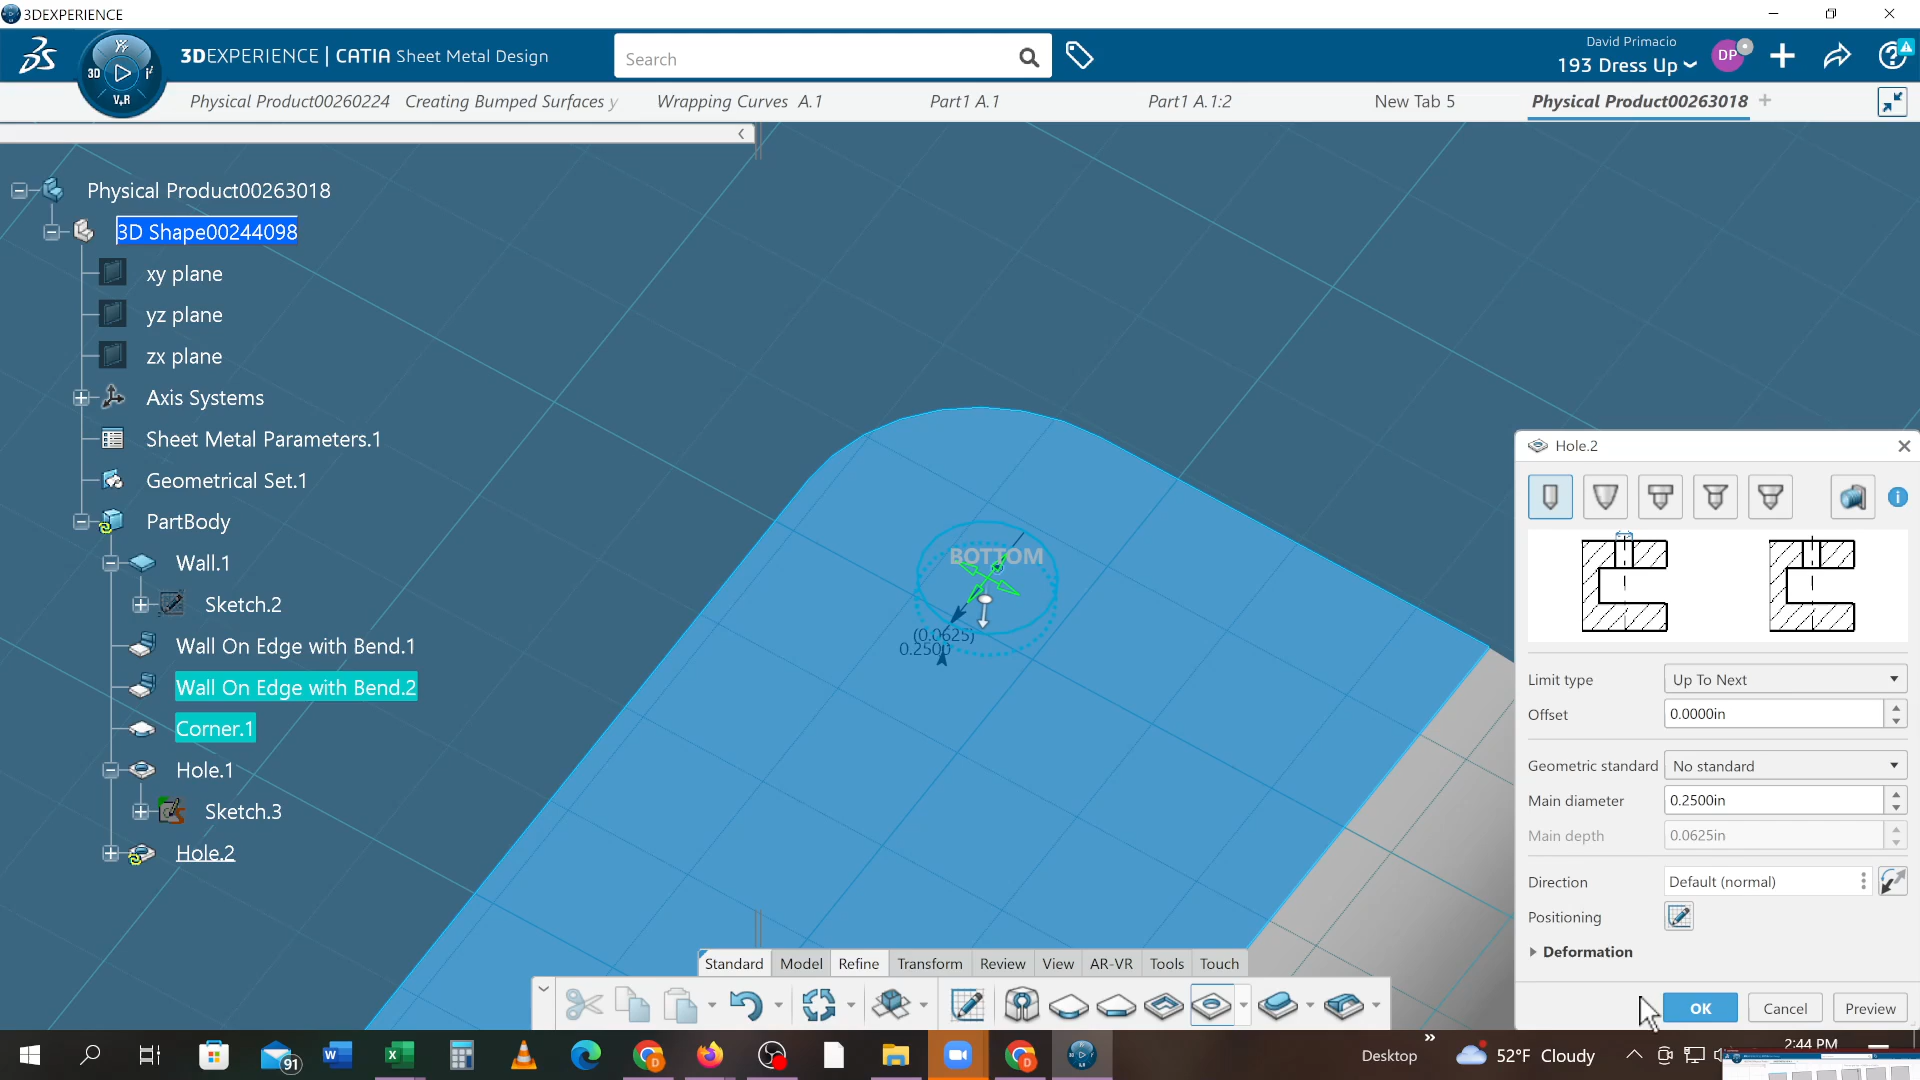 3DEXPERIENCE
3DEXPERIENCE | CATIA Sheet Metal Design
3D
V+R
Search
David Primacio
193 Dress Up
DP
Physical Product00260224
Creating Bumped Surfaces y
Wrapping Curves A.1
Part1 A.1
Part1 A.1:2
New Tab 5
Physical Product00263018
Physical Product00263018
3D Shape00244098
xy plane
yz plane
zx plane
Axis Systems
Sheet Metal Parameters.1
Geometrical Set.1
PartBody
Wall.1
Sketch.2
Wall On Edge with Bend.1
Wall On Edge with Bend.2
Corner.1
Hole.1
Sketch.3
Hole.2
BOTTOM
(0.0625)
0.2500
Hole.2
Limit type
Up To Next
Offset
0.0000in
Geometric standard
No standard
Main diameter
0.2500in
Main depth
0.0625in
Direction
Default (normal)
Positioning
Deformation
OK
Cancel
Preview
Standard
Model
Refine
Transform
Review
View
AR-VR
Tools
Touch
91
Desktop
52°F Cloudy
2:44 PM